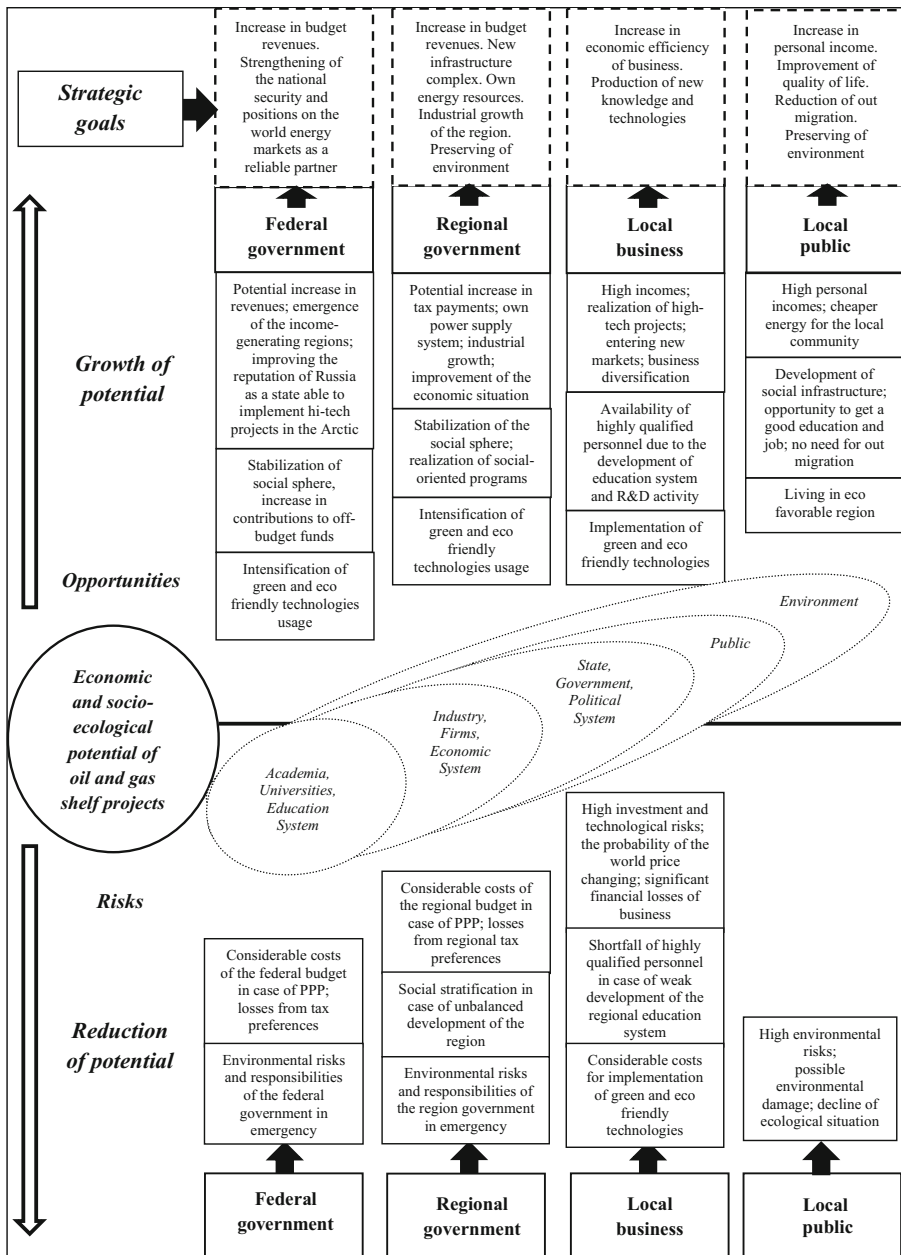 Strategic
goals
Increase in budget
revenues.
Strengthening of
the national
security and
positions on the
world energy
markets as a
reliable partner
Increase in budget
revenues. New
infrastructure
complex. Own
energy resources.
Industrial growth
of the region.
Preserving of
environment
Increase in
economic efficiency
of business.
Production of new
knowledge and
technologies
Increase in
personal income.
Improvement of
quality of life.
Reduction of out
migration.
Preserving of
environment
Federal
government
Regional
government
Local
business
Local
public
Growth of
potential
Potential increase in
revenues; emergence
of the income-
generating regions;
improving the
reputation of Russia
as a state able to
implement hi-tech
projects in the Arctic
Stabilization of
social sphere,
increase in
contributions to off-
budget funds
Intensification of
green and eco
friendly technologies
usage
Potential increase in
tax payments; own
power supply
system; industrial
growth;
improvement of the
economic situation
Stabilization of the
social sphere;
realization of social-
oriented programs
Intensification of
green and eco
friendly
technologies usage
High incomes;
realization of high-
tech projects;
entering new
markets; business
diversification
Availability of
highly qualified
personnel due to the
development of
education system
and R&D activity
Implementation of
green and eco
friendly technologies
High personal
incomes; cheaper
energy for the local
community
Development of
social infrastructure;
opportunity to get a
good education and
job; no need for out
migration
Living in eco
favorable region
Opportunities
Economic
and socio-
ecological
potential of
oil and gas
shelf projects
Academia,
Universities,
Education
System
Industry,
Firms,
Economic
System
State,
Government,
Political
System
Public
Environment
Risks
Reduction
of potential
Considerable costs
of the federal budget
in case of PPP;
losses from tax
preferences
Environmental risks
and responsibilities
of the federal
government in
emergency
Considerable costs of
the regional budget in
case of PPP; losses
from regional tax
preferences
Social stratification in
case of unbalanced
development of the
region
Environmental risks
and responsibilities of
the region government
in emergency
High investment and
technological risks;
the probability of the
world price
changing; significant
financial losses of
business
Shortfall of highly
qualified personnel
in case of weak
development of the
regional education
system
Considerable costs
for implementation
of green and eco
friendly
technologies
High environmental
risks;
possible
environmental
damage; decline of
ecological situation
Federal
government
Regional
government
Local
business
Local
public